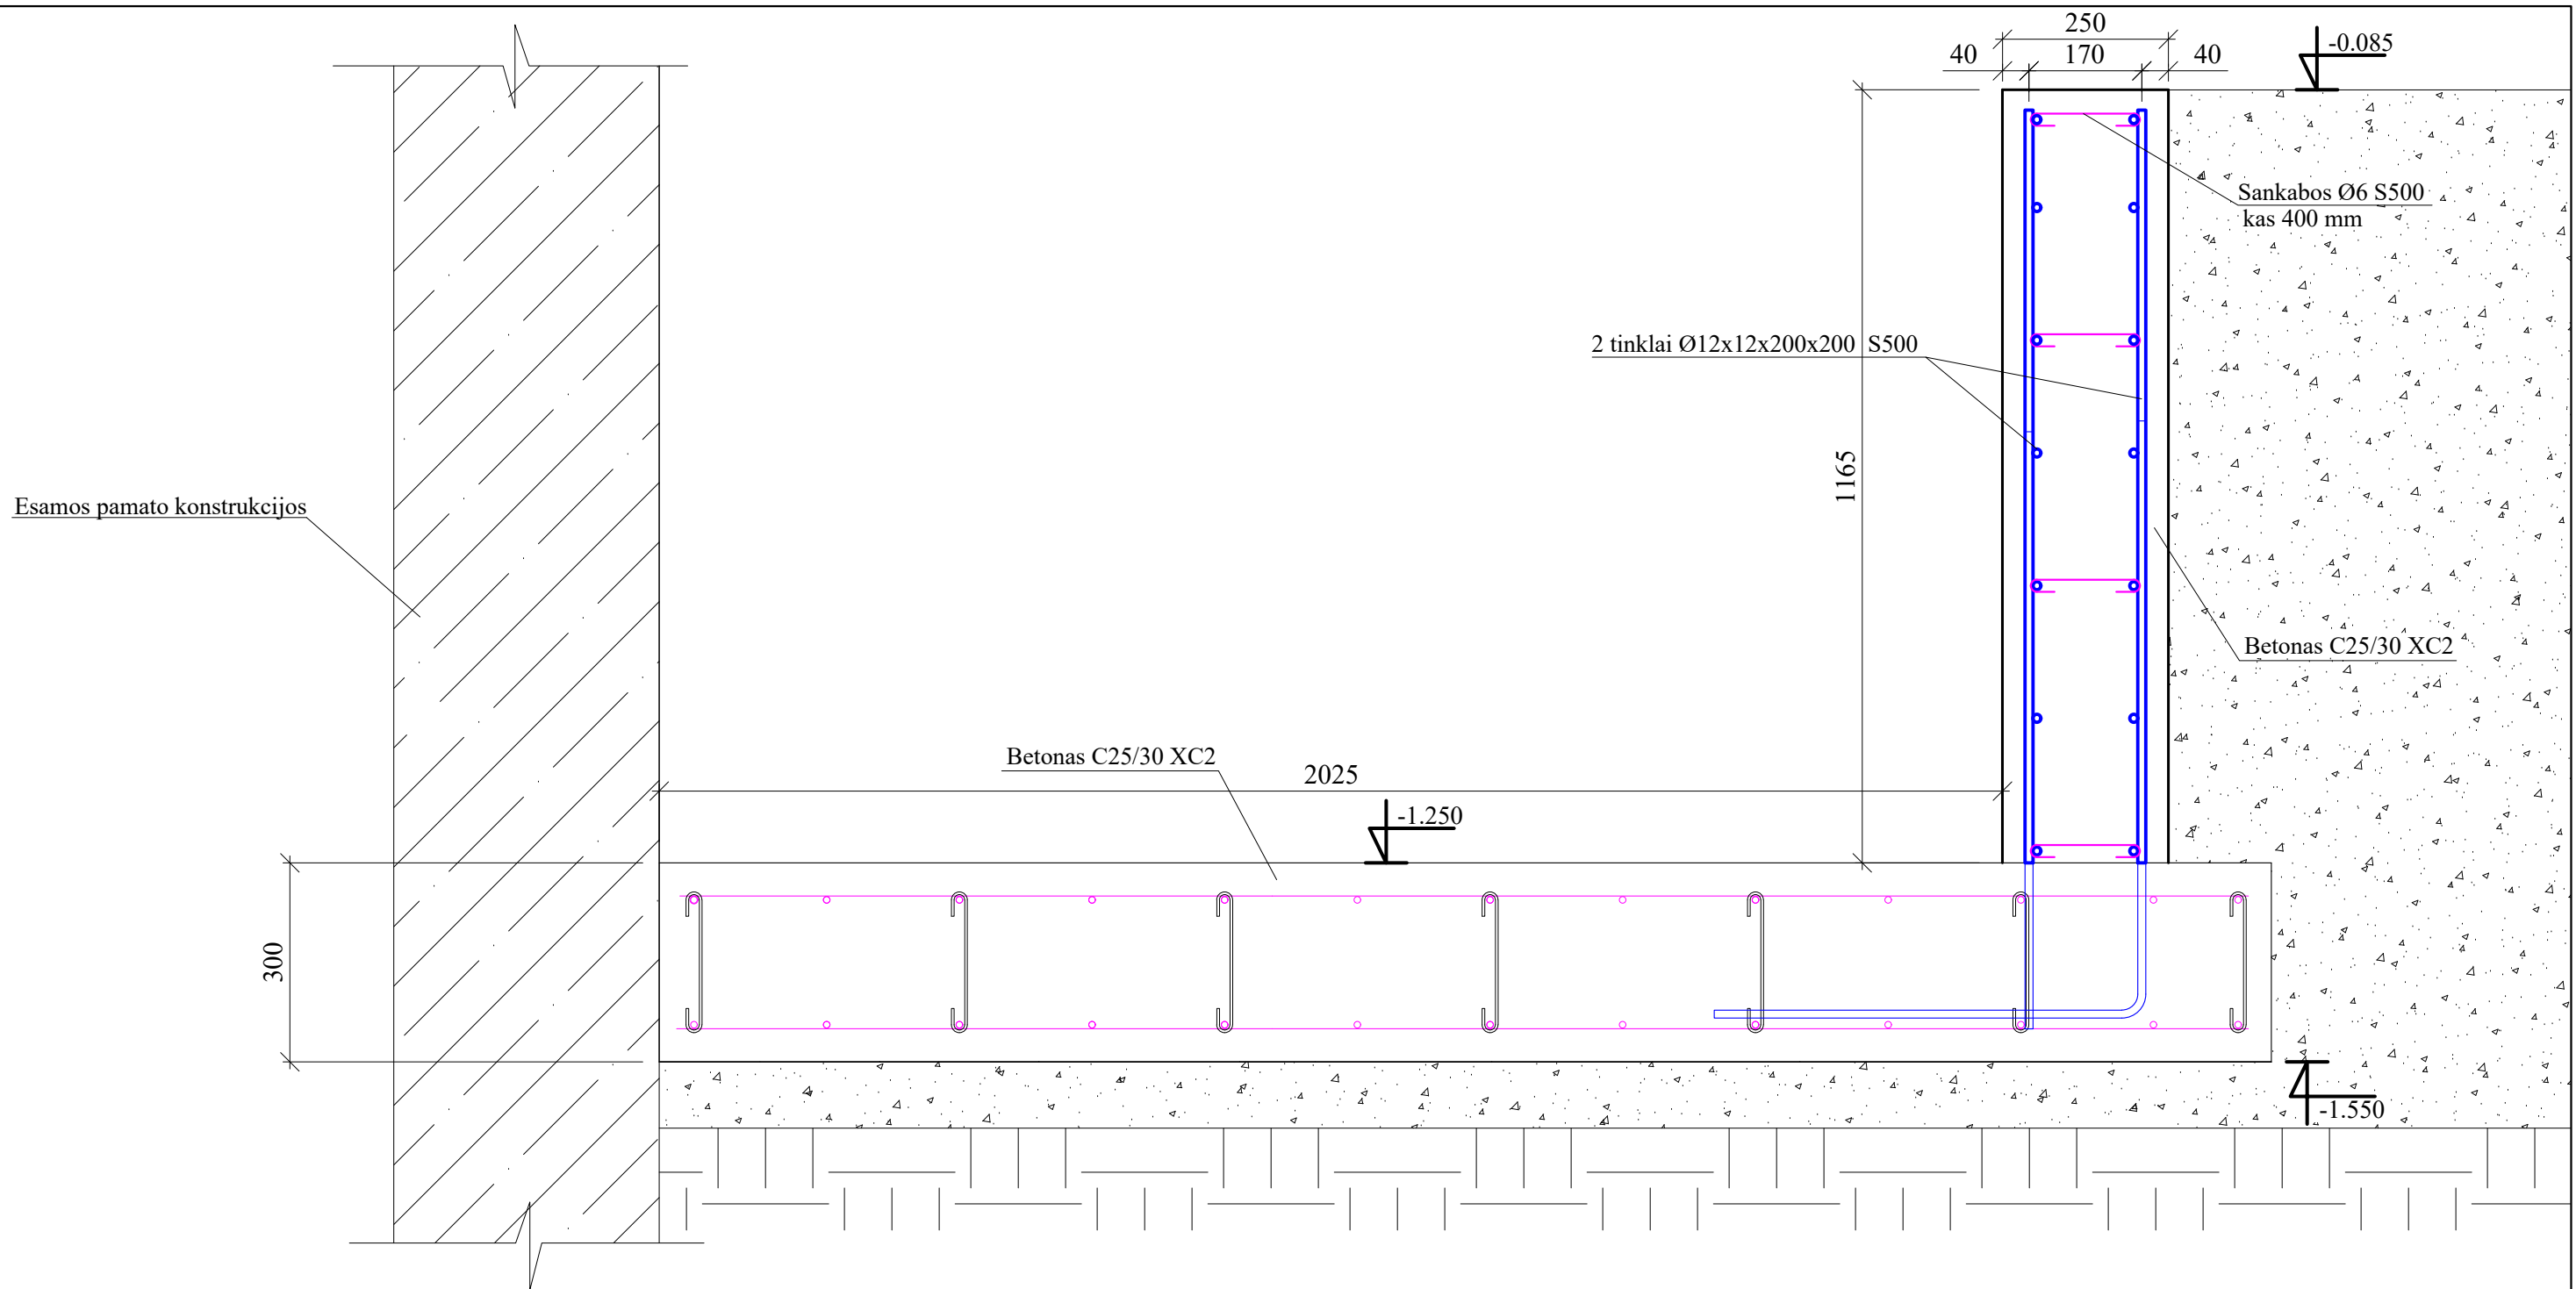 250
40 170 40
-0.085
Sankabos Ø6 S500
kas 400 mm
2 tinklai Ø12x12x200x200 S500
1165
Esamos pamato konstrukcijos
Betonas C25/30 XC2
Betonas C25/30 XC2
2025
-1.250
300
-1.550